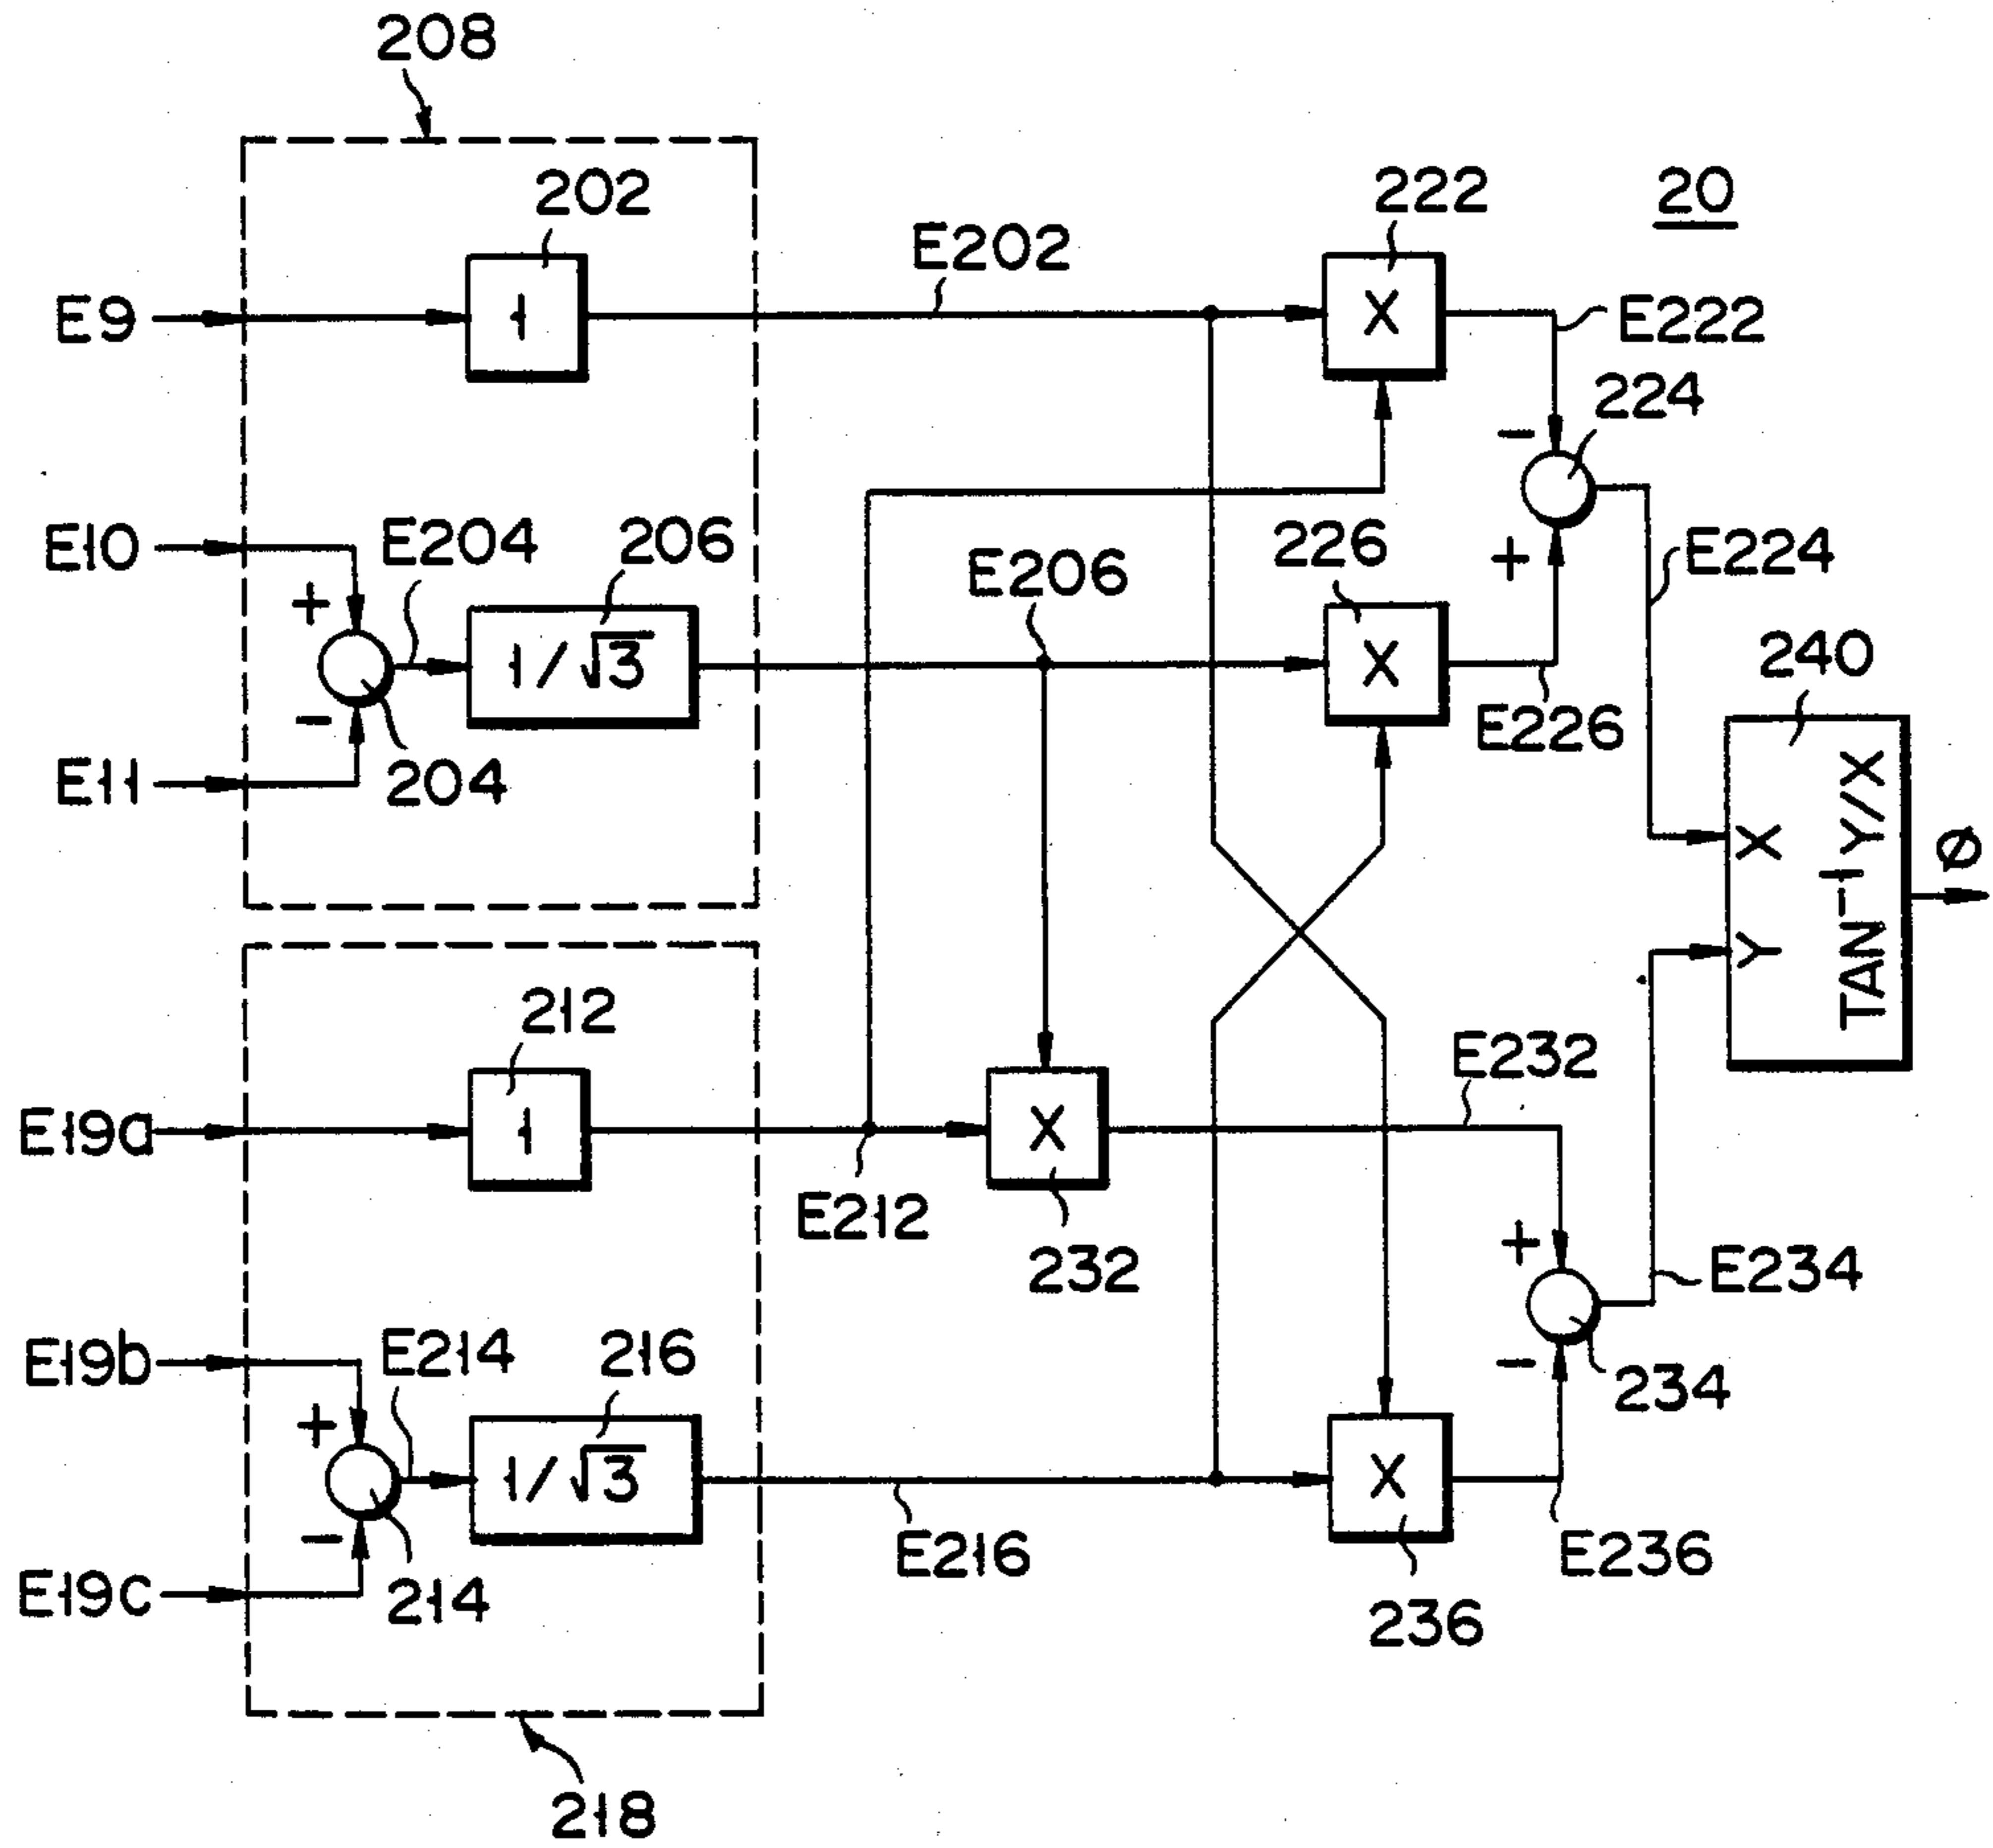 208
202
222
20
E202
E9
1
X
E222
224
-
E10
E204
206
E206
226
+
E224
+
1/√3
X
240
-
E226
E11
204
X
Y
TAN⁻¹ Y/X
Ø
212
E232
E19a
1
X
E212
232
+
E234
E19b
E214
216
-
234
+
1/√3
X
-
E216
E236
E19c
214
236
218